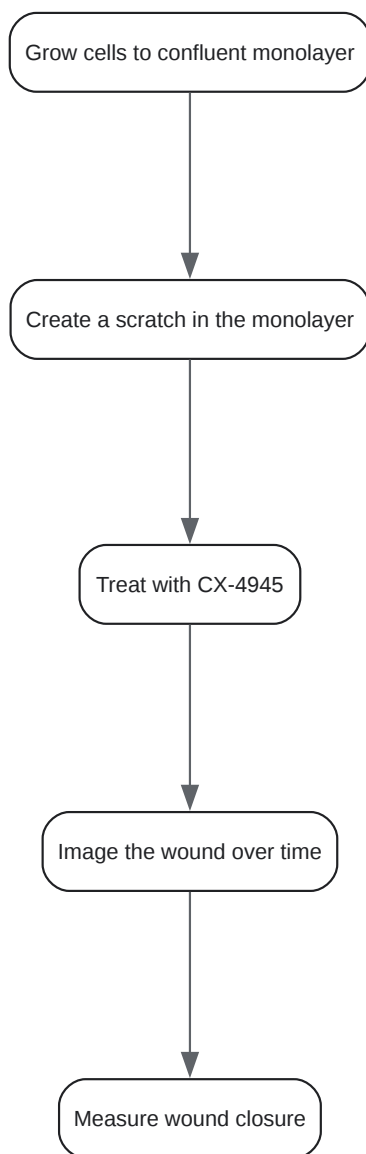 Grow cells to confluent monolayer
Create a scratch in the monolayer
Treat with CX-4945
Image the wound over time
Measure wound closure